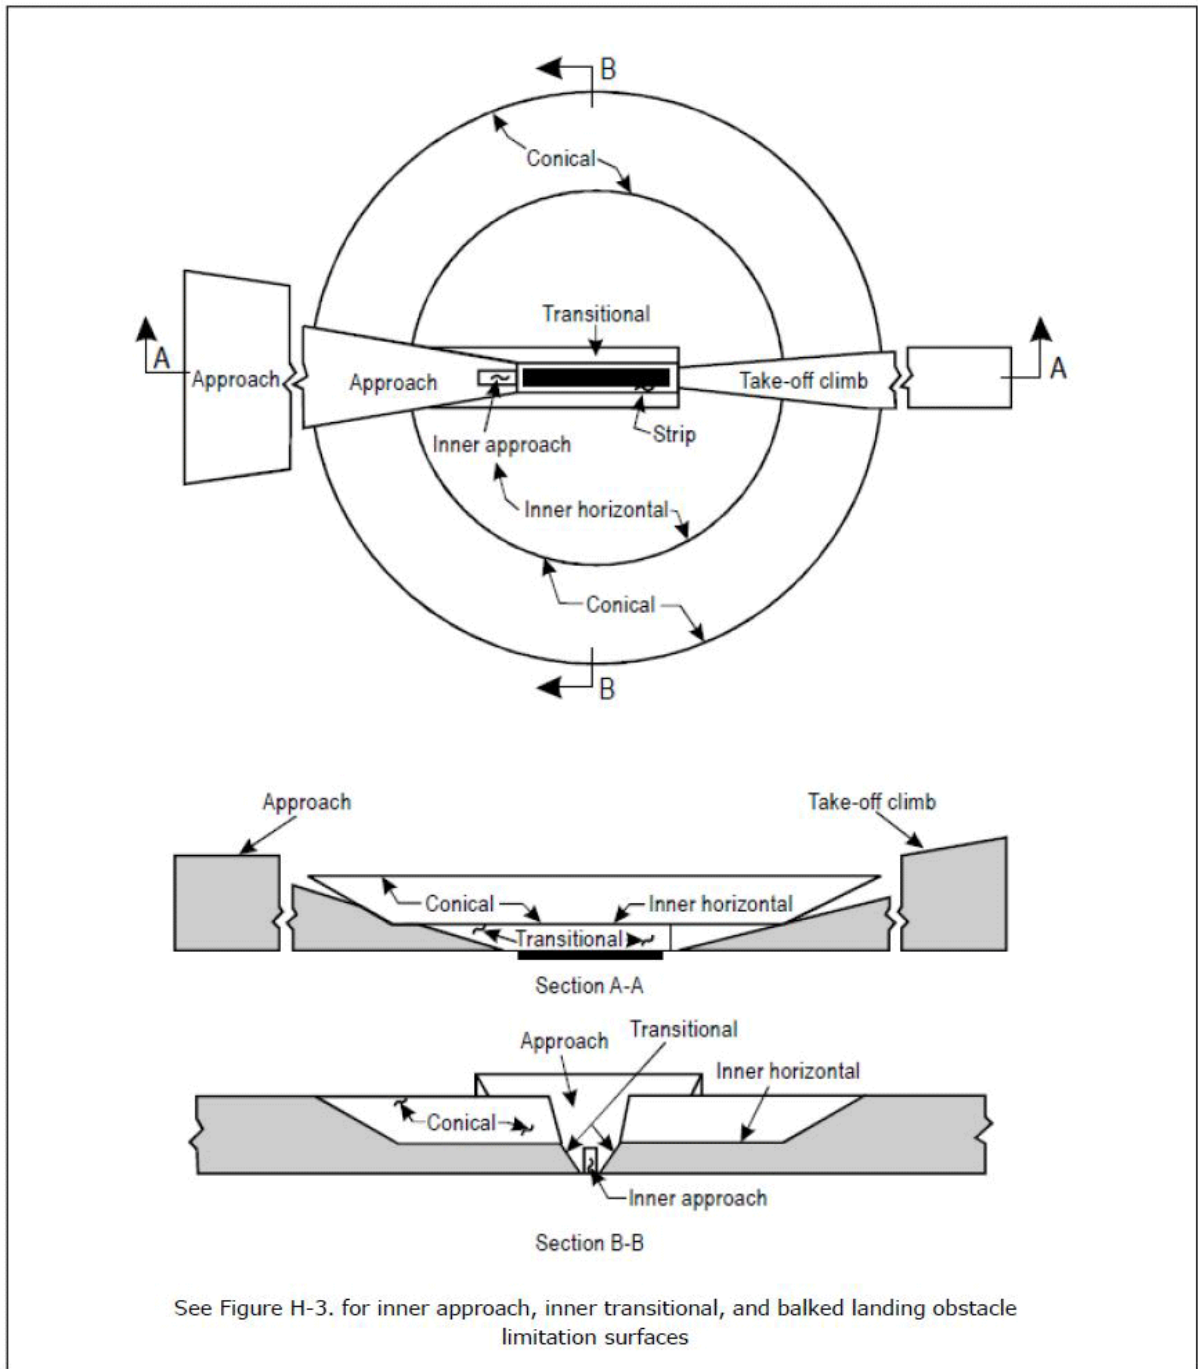 B
Conical
Transitional
A
Approach
Approach
Take-off climb
A
Inner approach
Strip
Inner horizontal
Conical
B
Approach
Take-off climb
Conical
Inner horizontal
Transitional
Section A-A
Approach
Transitional
Inner horizontal
Conical
Inner approach
Section B-B
See Figure H-3. for inner approach, inner transitional, and balked landing obstacle
limitation surfaces